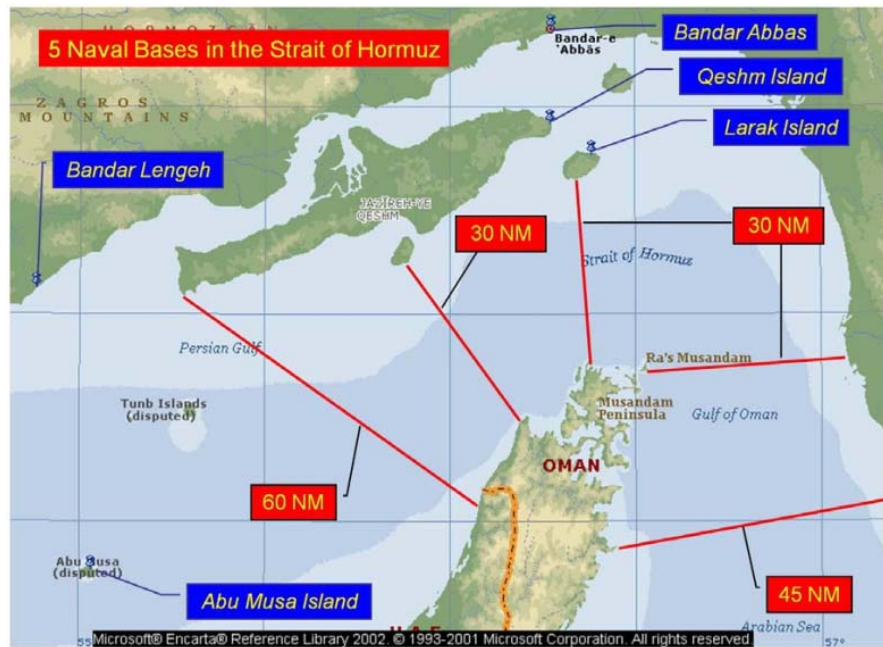 5 Naval Bases in the Strait of Hormuz
HORMOZGĀN
Bandar-e
'Abbās
Bandar Abbas
Qeshm Island
Larak Island
ZAGROS
MOUNTAINS
Bandar Lengeh
JAZĪREH-YE
QESHM
30 NM
30 NM
Strait of Hormuz
Persian Gulf
Ra's Musandam
Tunb Islands
(disputed)
Musandam
Peninsula
Gulf of Oman
OMAN
60 NM
Abu Musa
(disputed)
Abu Musa Island
45 NM
Arabian Sea
U.A.E.
57°
Microsoft® Encarta® Reference Library 2002. © 1993-2001 Microsoft Corporation. All rights reserved.